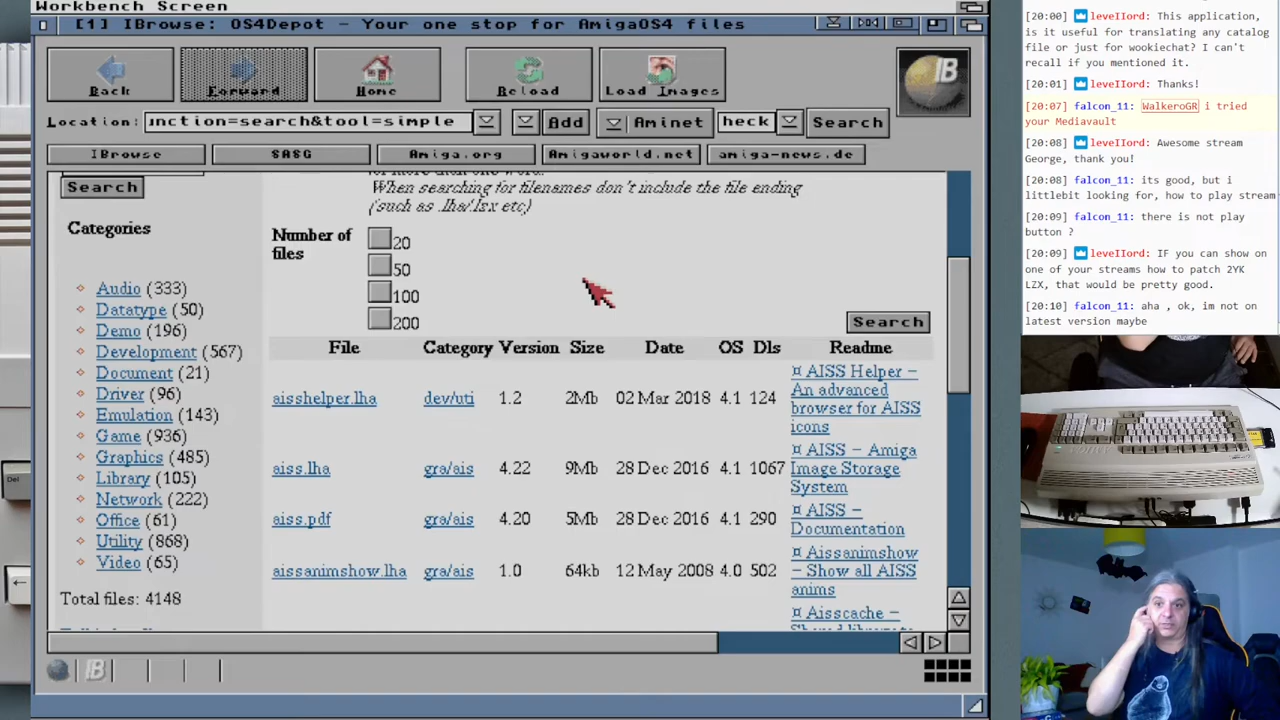 Workbench Screen
[1] IBrowse: OS4Depot - Your one stop for AmigaOS4 files
Back
Forward
Home
Reload
Load Images
IB
Location:
nction=search&tool=simple
Add
Aminet
heck
Search
IBrowse
SASG
Amiga.org
Amigaworld.net
amiga-news.de
Search
When searching for filenames don't include the file ending
(such as .lha/.lsx etc)
Categories
Number of
files
20
50
100
200
Search
Audio (333)
Datatype (50)
Demo (196)
Development (567)
Document (21)
Driver (96)
Emulation (143)
Game (936)
Graphics (485)
Library (105)
Network (222)
Office (61)
Utility (868)
Video (65)
Total files: 4148
File Category Version Size Date OS Dls Readme
aisshelper.lha dev/uti 1.2 2Mb 02 Mar 2018 4.1 124 ¤ AISS Helper –
An advanced
browser for AISS
icons
aiss.lha gra/ais 4.22 9Mb 28 Dec 2016 4.1 1067 ¤ AISS – Amiga
Image Storage
System
aiss.pdf gra/ais 4.20 5Mb 28 Dec 2016 4.1 290 ¤ AISS –
Documentation
aissanimshow.lha gra/ais 1.0 64kb 12 May 2008 4.0 502 ¤ Aissanimshow
– Show all AISS
anims
¤ Aisscache –
[20:00] leveIIord: This application,
is it useful for translating any catalog
file or just for wookiechat? I can't
recall if you mentioned it.
[20:01] leveIIord: Thanks!
[20:07] falcon_11: WalkeroGR i tried
your Mediavault
[20:08] leveIIord: Awesome stream
George, thank you!
[20:08] falcon_11: its good, but i
littlebit looking for, how to play stream
[20:09] falcon_11: there is not play
button ?
[20:09] leveIIord: IF you can show on
one of your streams how to patch 2YK
LZX, that would be pretty good.
[20:10] falcon_11: aha , ok, im not on
latest version maybe
Del